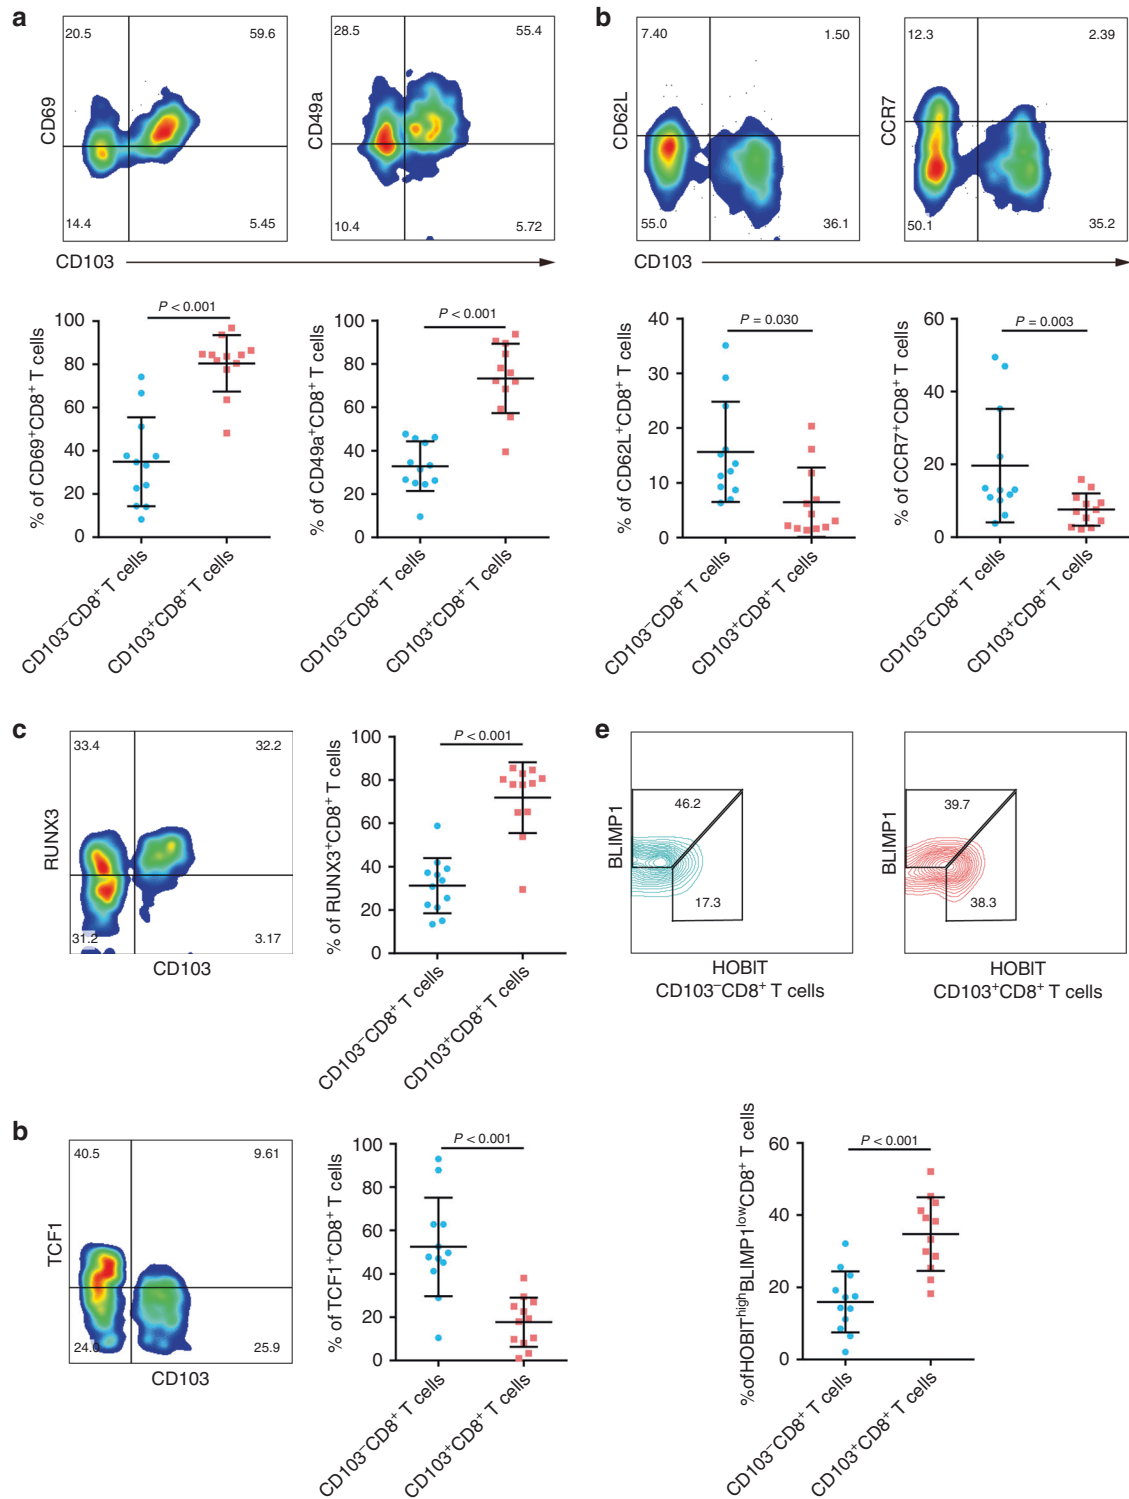 a
20.5
59.6
CD69
14.4
5.45
28.5
55.4
CD49a
10.4
5.72
CD103
b
7.40
1.50
CD62L
55.0
36.1
12.3
2.39
CCR7
50.1
35.2
CD103
P < 0.001
% of CD69⁺CD8⁺ T cells
100
80
60
40
20
0
CD103⁻CD8⁺ T cells
CD103⁺CD8⁺ T cells
P < 0.001
% of CD49a⁺CD8⁺ T cells
100
80
60
40
20
0
CD103⁻CD8⁺ T cells
CD103⁺CD8⁺ T cells
P = 0.030
% of CD62L⁺CD8⁺ T cells
40
30
20
10
0
CD103⁻CD8⁺ T cells
CD103⁺CD8⁺ T cells
P = 0.003
% of CCR7⁺CD8⁺ T cells
60
40
20
0
CD103⁻CD8⁺ T cells
CD103⁺CD8⁺ T cells
c
33.4
32.2
RUNX3
31.2
3.17
CD103
P < 0.001
% of RUNX3⁺CD8⁺ T cells
100
80
60
40
20
0
CD103⁻CD8⁺ T cells
CD103⁺CD8⁺ T cells
e
BLIMP1
46.2
17.3
HOBIT
CD103⁻CD8⁺ T cells
BLIMP1
39.7
38.3
HOBIT
CD103⁺CD8⁺ T cells
b
40.5
9.61
TCF1
25.9
CD103
P < 0.001
% of TCF1⁺CD8⁺ T cells
100
80
60
40
20
0
CD103⁻CD8⁺ T cells
CD103⁺CD8⁺ T cells
P < 0.001
%ofHOBITʰⁱᵍʰBLIMP1ˡᵒʷCD8⁺ T cells
60
40
20
0
CD103⁻CD8⁺ T cells
CD103⁺CD8⁺ T cells